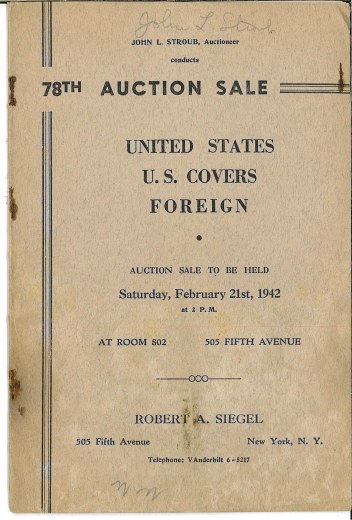 John L. Stroub
JOHN L. STROUB, Auctioneer
conducts
78TH AUCTION SALE
UNITED STATES
U. S. COVERS
FOREIGN
•
AUCTION SALE TO BE HELD
Saturday, February 21st, 1942
at 2 P. M.
AT ROOM 802 505 FIFTH AVENUE
ROBERT A. SIEGEL
505 Fifth Avenue New York, N. Y.
Telephone: VAnderbilt 6 - 5217